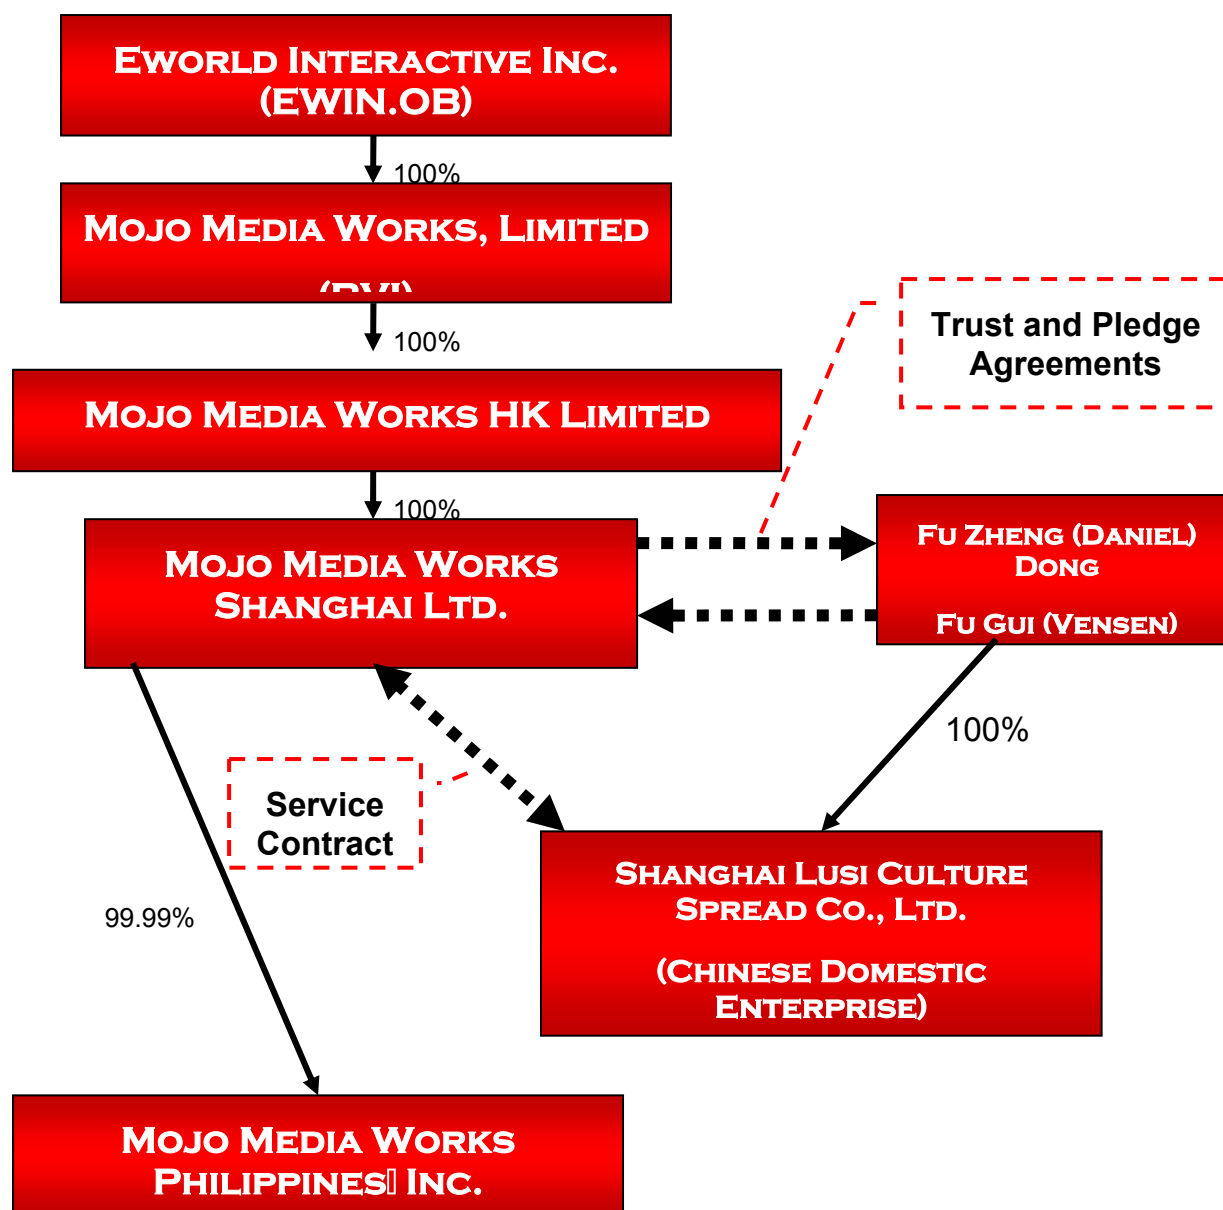 EWORLD INTERACTIVE INC.
(EWIN.OB)
100%
MOJO MEDIA WORKS, LIMITED
(BVI)
100%
Trust and Pledge
Agreements
MOJO MEDIA WORKS HK LIMITED
100%
MOJO MEDIA WORKS
SHANGHAI LTD.
FU ZHENG (DANIEL)
DONG
FU GUI (VENSEN)
100%
Service
Contract
SHANGHAI LUSI CULTURE
SPREAD CO., LTD.
(CHINESE DOMESTIC
ENTERPRISE)
99.99%
MOJO MEDIA WORKS
PHILIPPINES▯ INC.